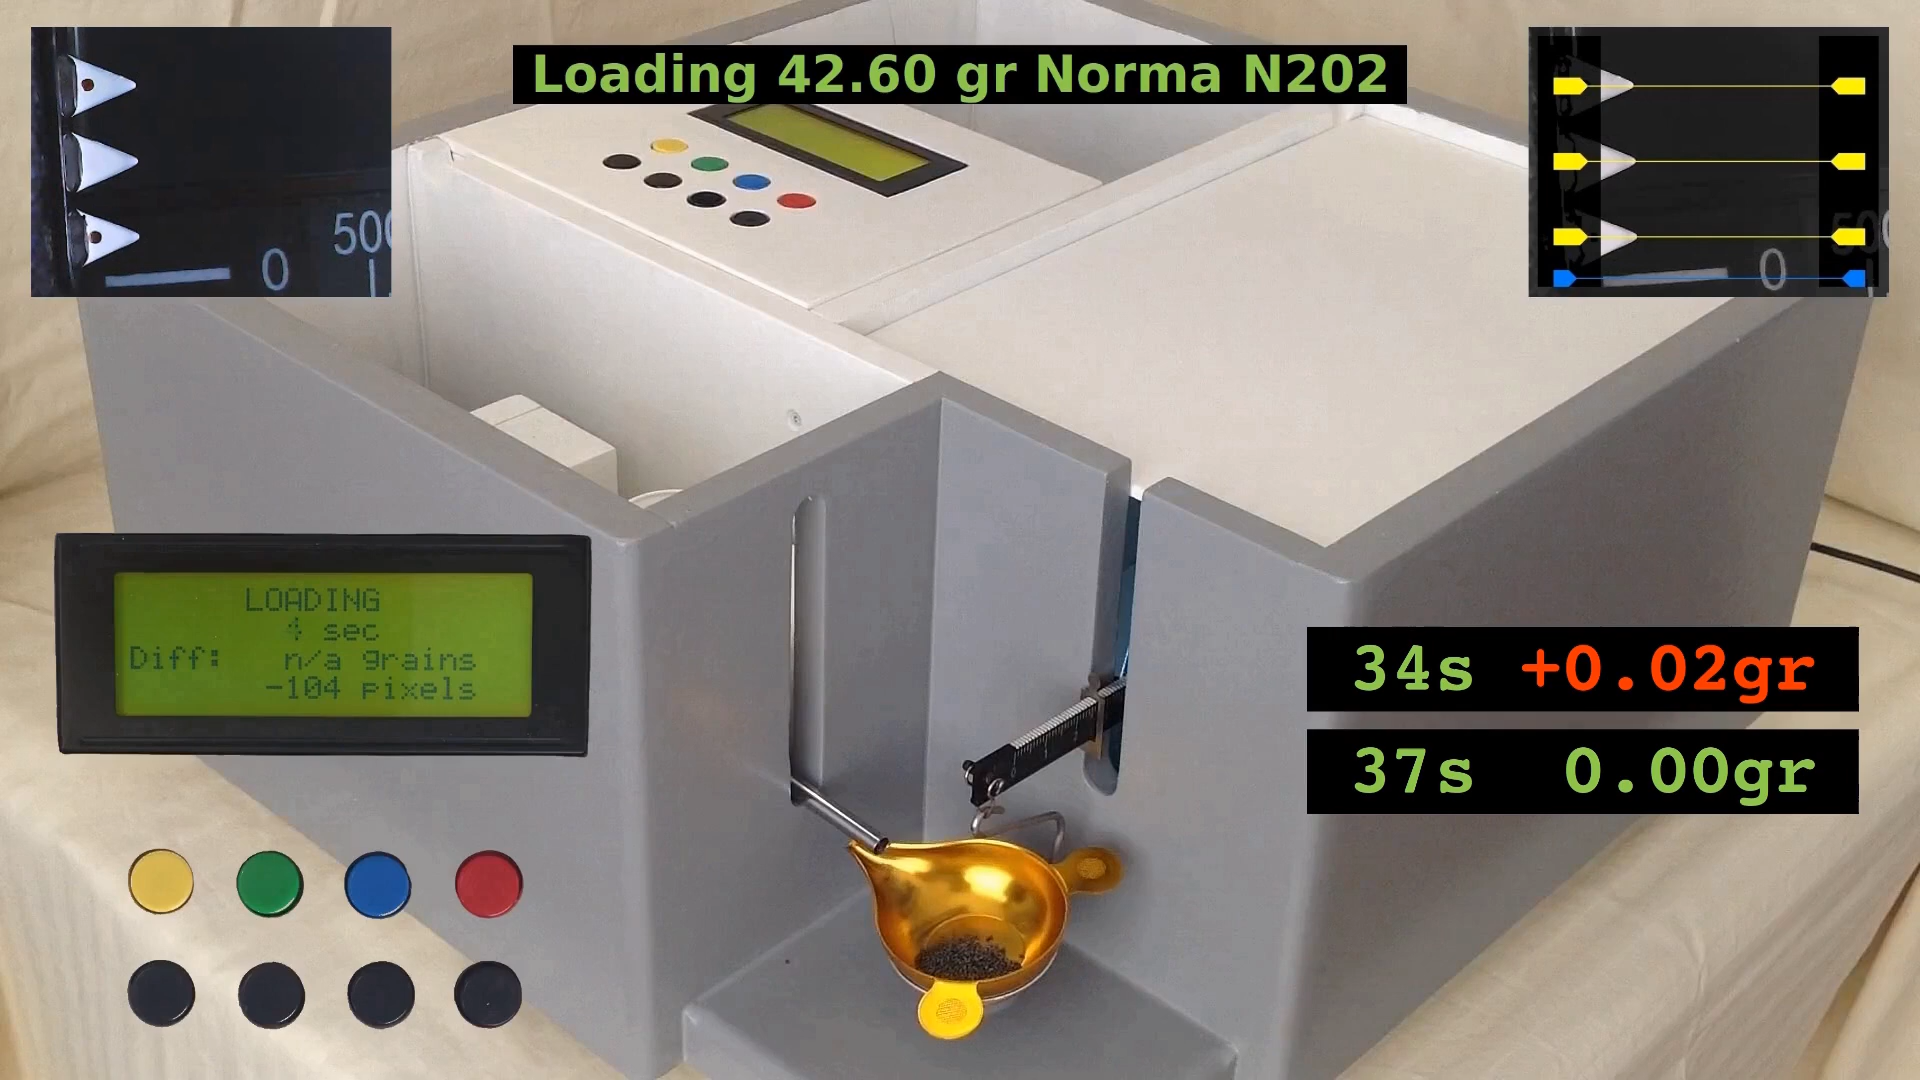 Loading 42.60 gr Norma N202
500
0
0
LOADING
4 sec
Diff: n/a grains
-104 pixels
34s +0.02gr
37s 0.00gr